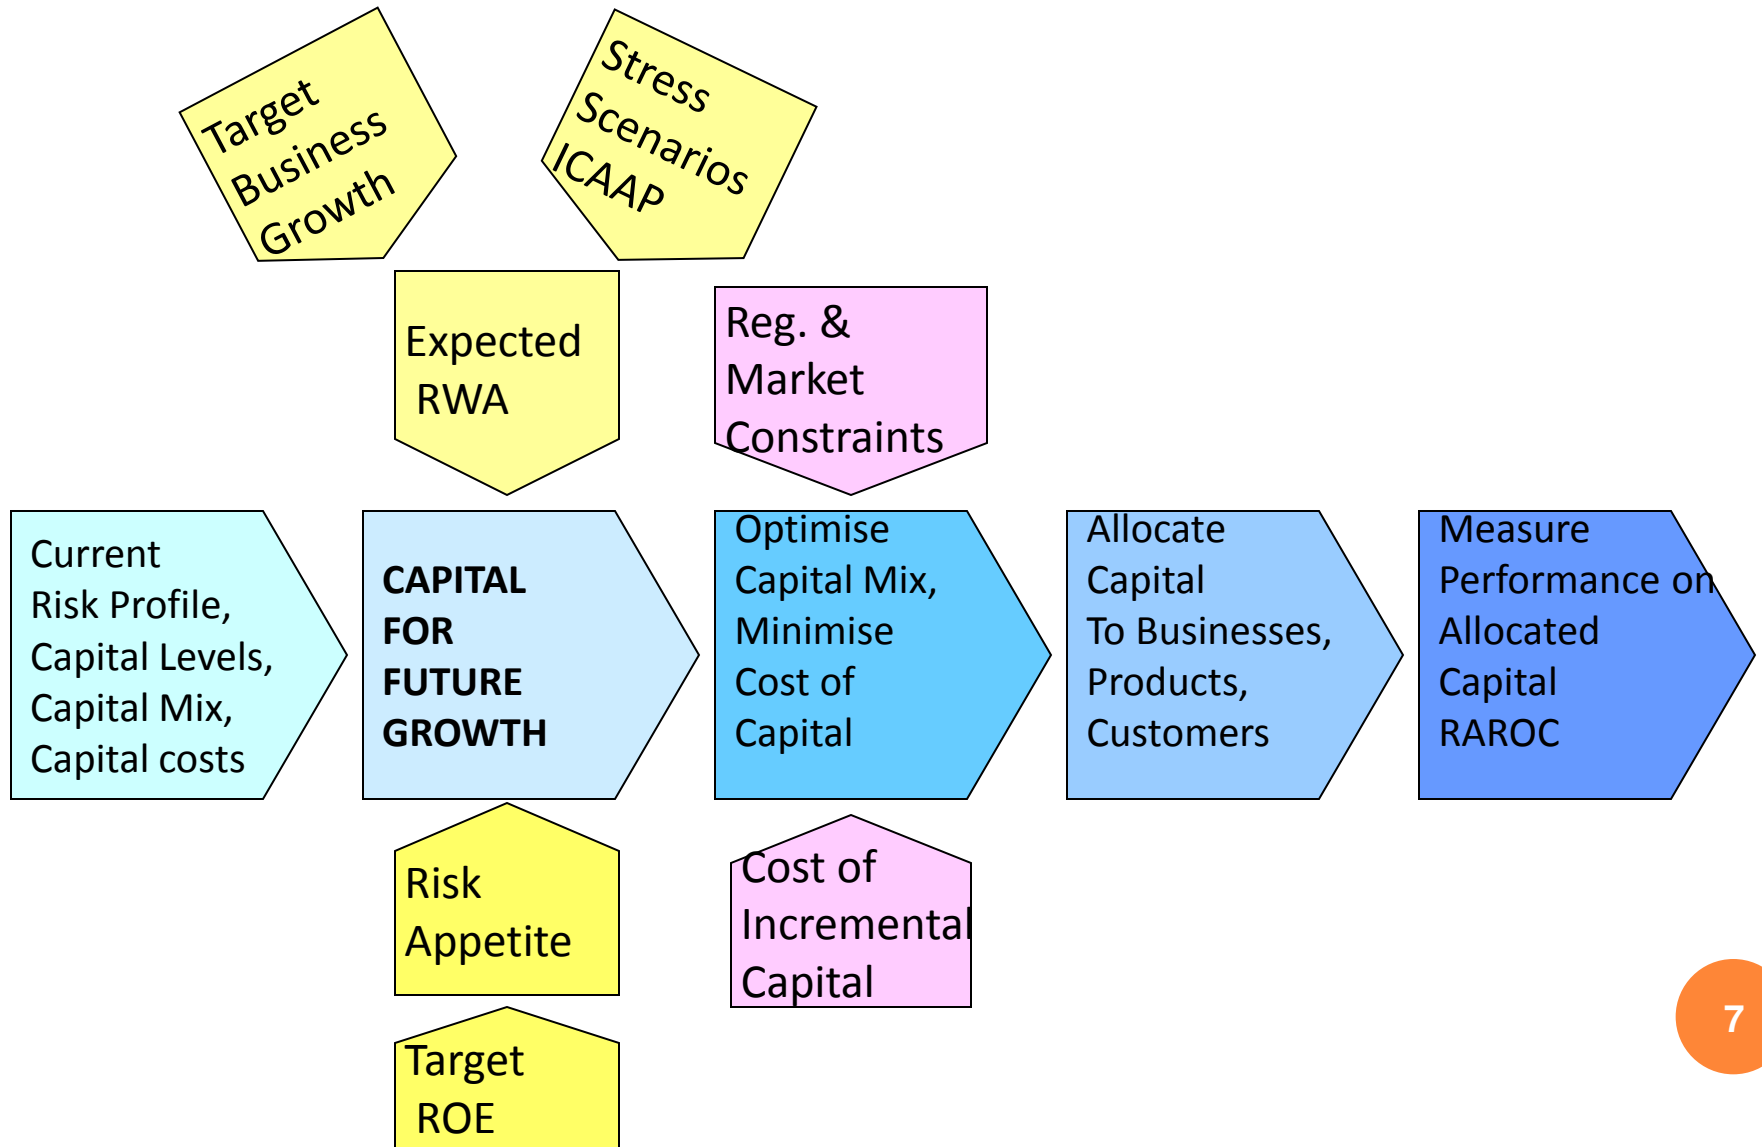 Target
Business
Growth
Stress
Scenarios
ICAAP
Expected
RWA
Reg. &
Market
Constraints
Current
Risk Profile,
Capital Levels,
Capital Mix,
Capital costs
CAPITAL
FOR
FUTURE
GROWTH
Optimise
Capital Mix,
Minimise
Cost of
Capital
Allocate
Capital
To Businesses,
Products,
Customers
Measure
Performance on
Allocated
Capital
RAROC
Risk
Appetite
Cost of
Incremental
Capital
Target
ROE
7